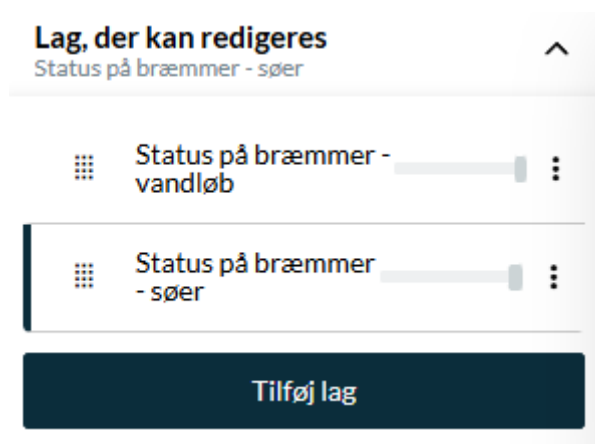 Lag, der kan redigeres
Status på bræmmer - søer
Status på bræmmer -
vandløb
Status på bræmmer
- søer
Tilføj lag